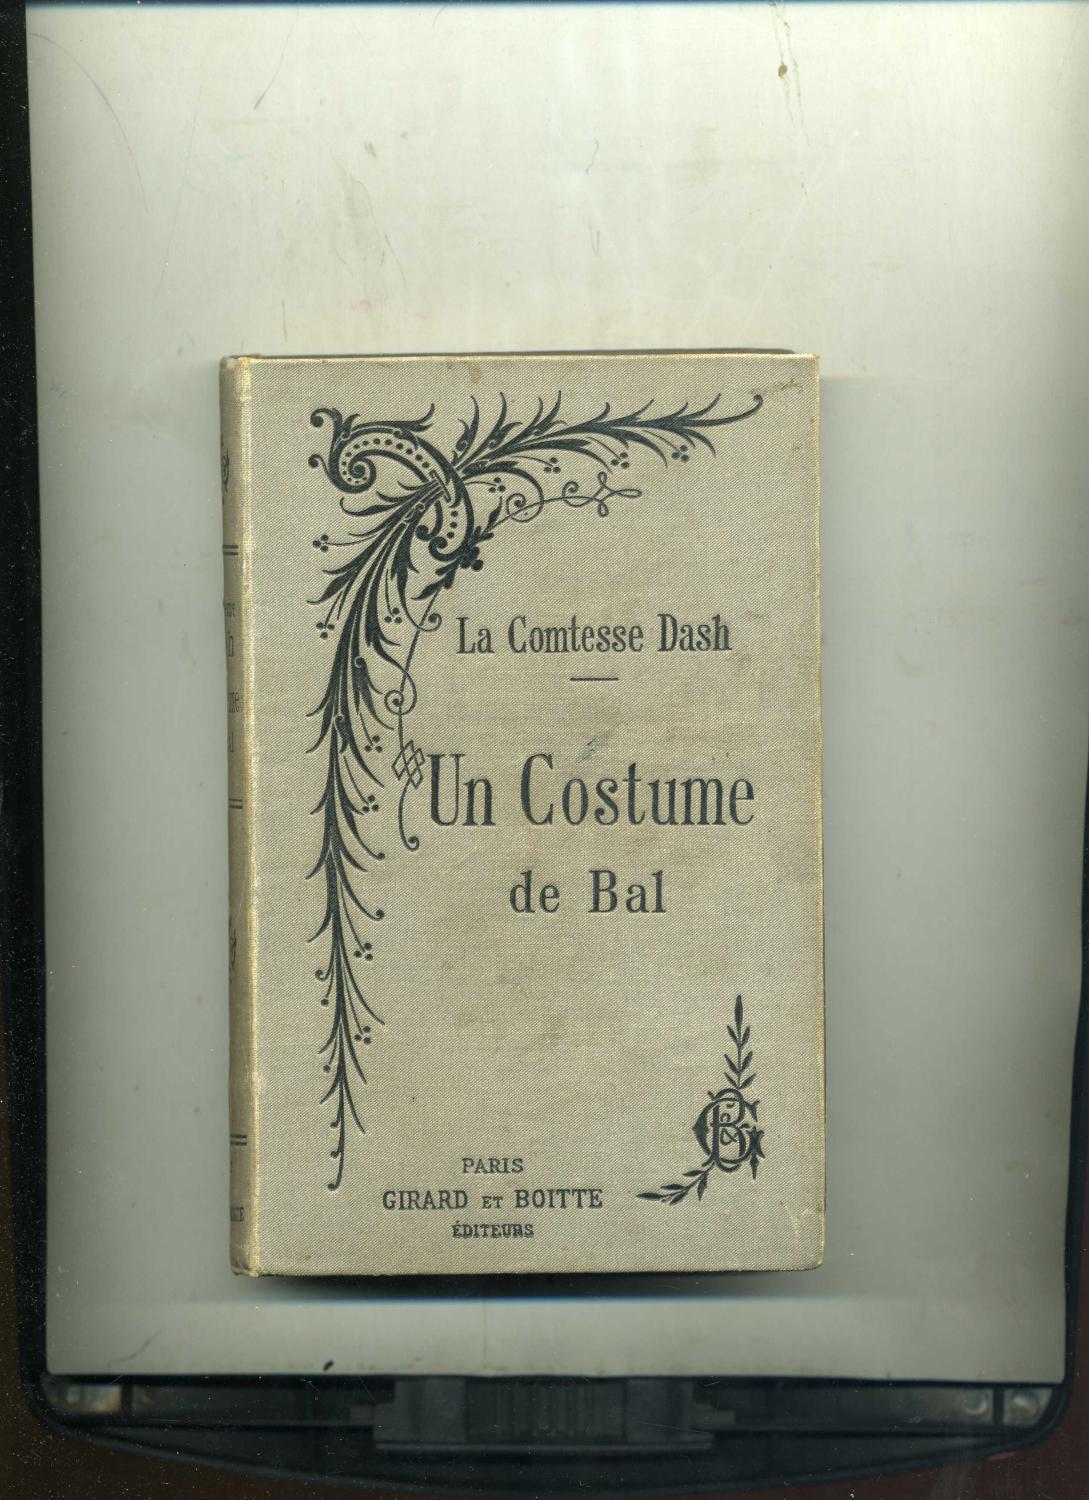 La Comtesse Dash
Un Costume
de Bal
PARIS
GIRARD ET BOITTE
ÉDITEURS